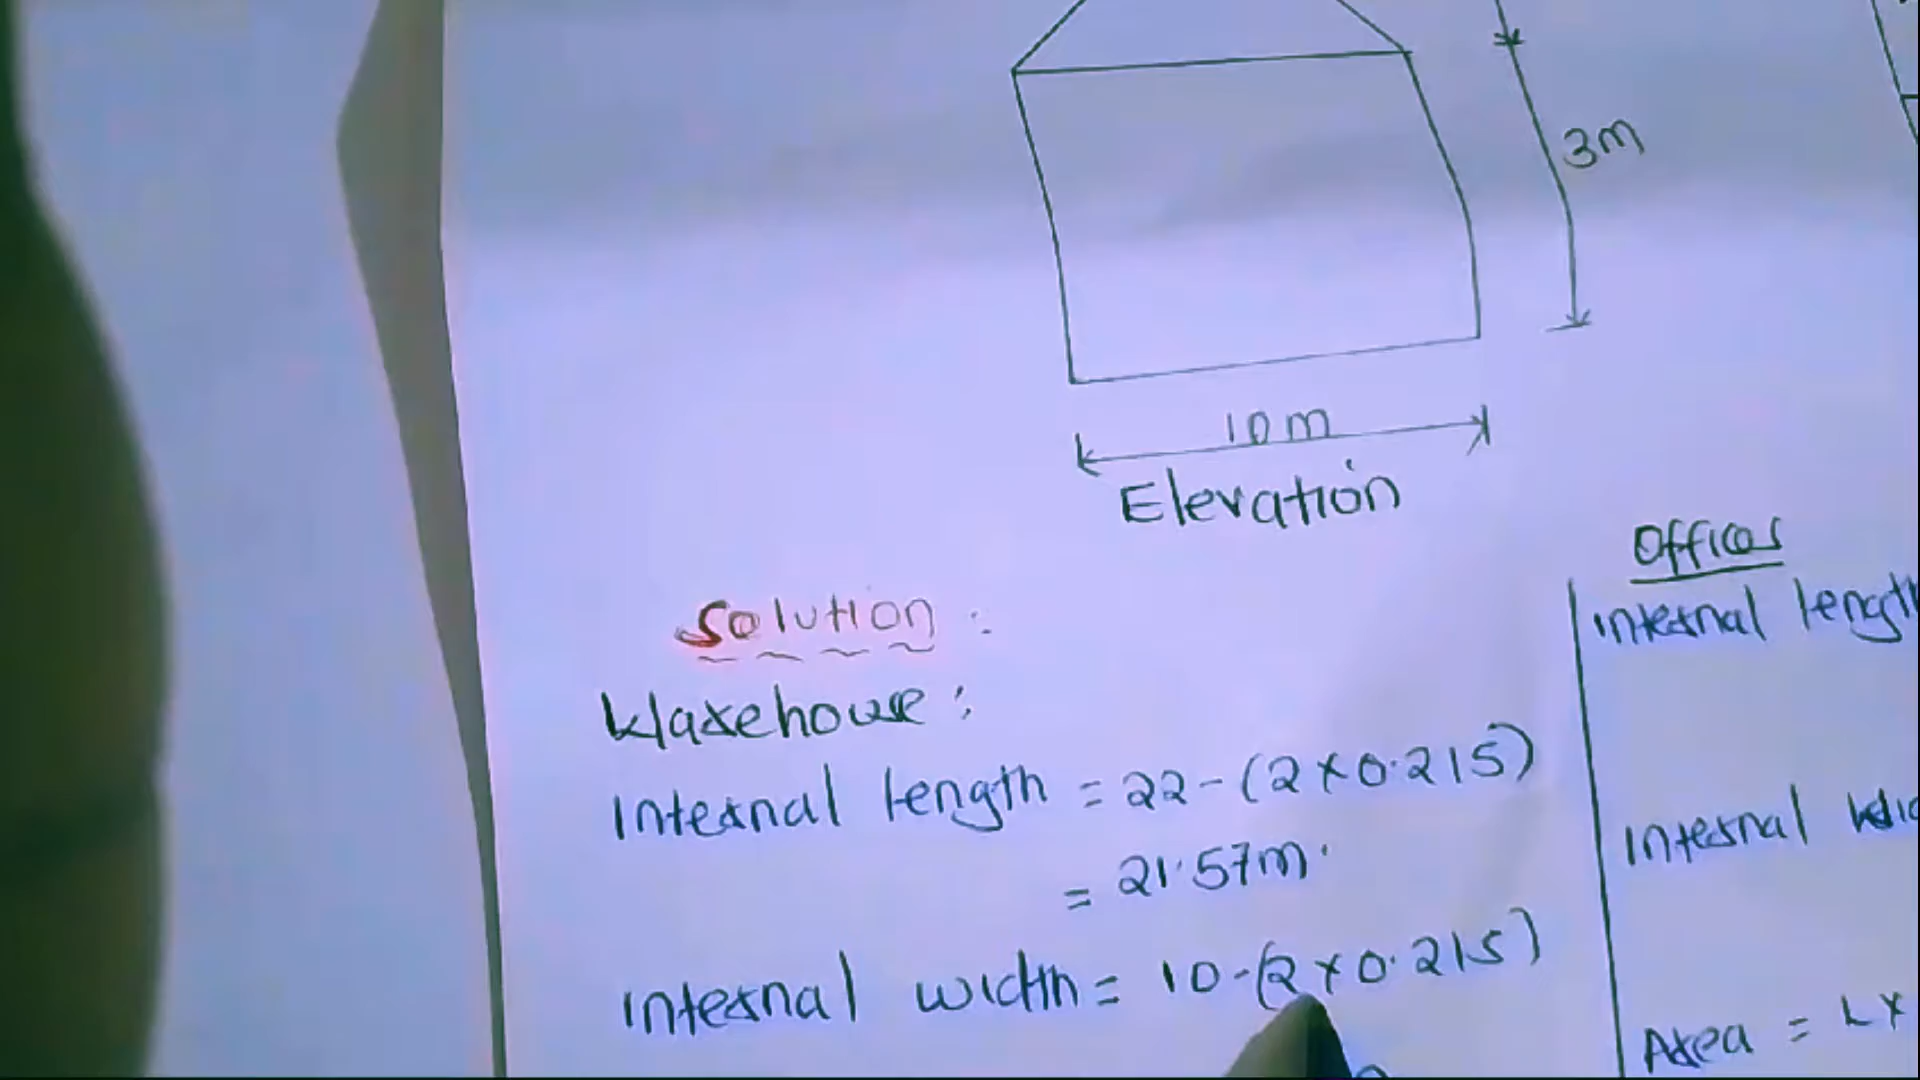 3m
10m
Elevation
Solution:
Warehouse:
Internal length = 22-(2×0.215)
= 21.57m.
Internal width = 10-(2×0.215)
Offices
Internal length
Internal
Area = L×